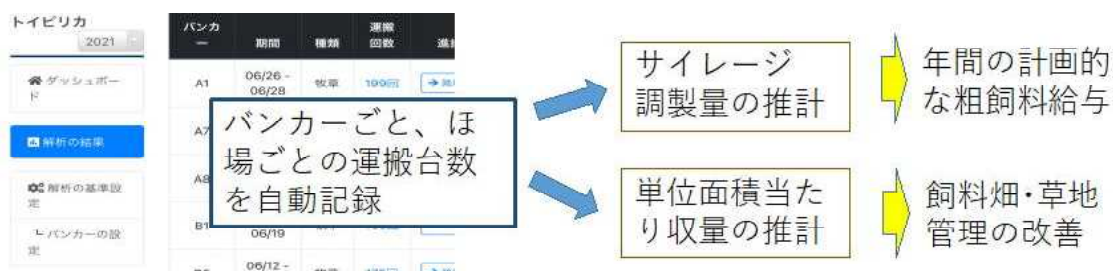 トイピリカ
2021
ダッシュボー
ド
解析の結果
解析の基準設
定
└ バンカーの設
定
バンカ
ー
期間
種類
運搬
回数
A1
06/26 -
06/28
牧草
199回
A7
A8
B1
06/19
06/12 -
バンカーごと、ほ
場ごとの運搬台数
を自動記録
サイレージ
調製量の推計
年間の計画的
な粗飼料給与
単位面積当た
り収量の推計
飼料畑・草地
管理の改善